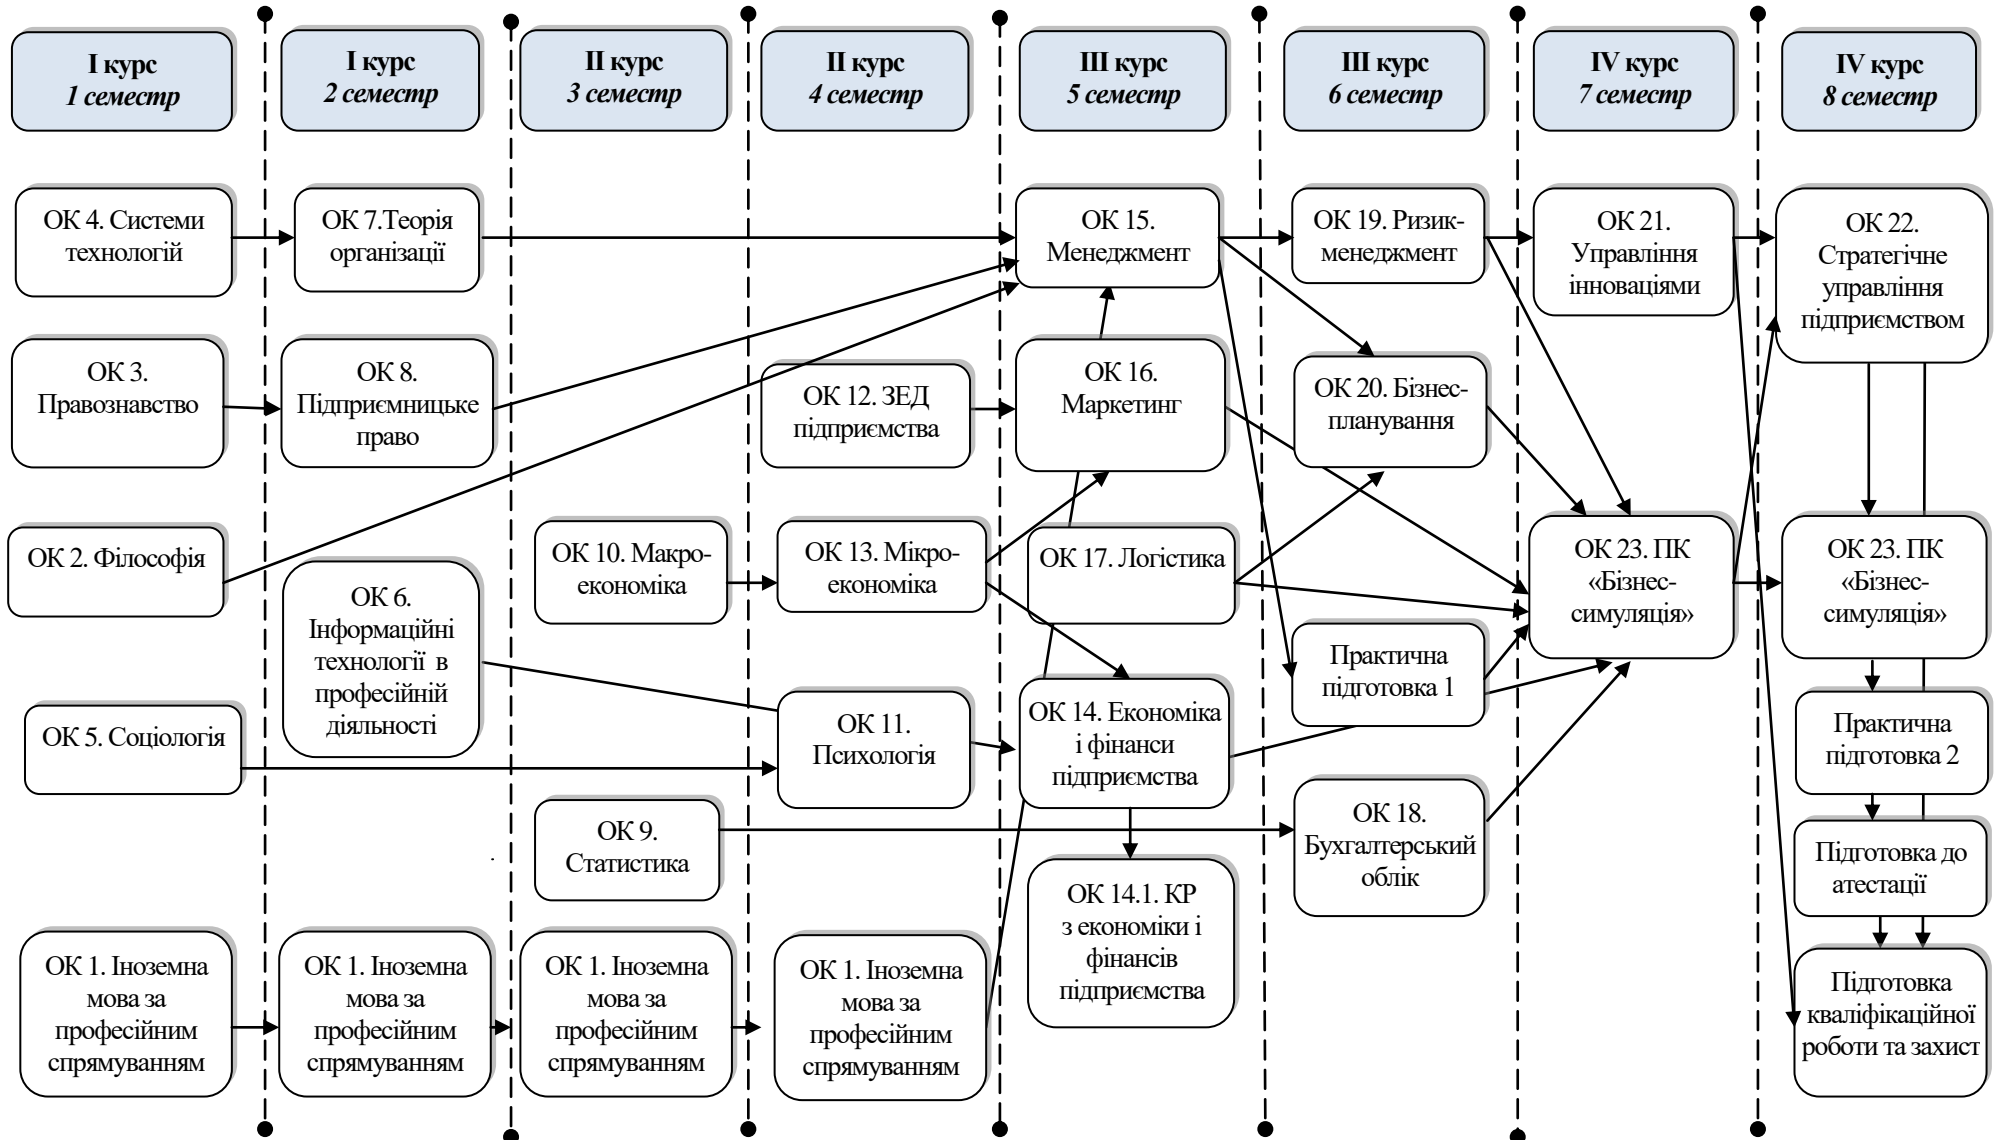 I курс
1 семестр
I курс
2 семестр
II курс
3 семестр
II курс
4 семестр
III курс
5 семестр
III курс
6 семестр
IV курс
7 семестр
IV курс
8 семестр
ОК 4. Системи
технологій
ОК 7.Теорія
організації
ОК 15.
Менеджмент
ОК 19. Ризик-
менеджмент
ОК 21.
Управління
інноваціями
ОК 22.
Стратегічне
управління
підприємством
ОК 3.
Правознавство
ОК 8.
Підприємницьке
право
ОК 12. ЗЕД
підприємства
ОК 16.
Маркетинг
ОК 20. Бізнес-
планування
ОК 2. Філософія
ОК 6.
Інформаційні
технології в
професійній
діяльності
ОК 10. Макро-
економіка
ОК 13. Мікро-
економіка
ОК 17. Логістика
ОК 23. ПК
«Бізнес-
симуляція»
ОК 23. ПК
«Бізнес-
симуляція»
Практична
підготовка 1
ОК 5. Соціологія
ОК 11.
Психологія
ОК 14. Економіка
і фінанси
підприємства
Практична
підготовка 2
ОК 9.
Статистика
ОК 18.
Бухгалтерський
облік
Підготовка до
атестації
ОК 14.1. КР
з економіки і
фінансів
підприємства
ОК 1. Іноземна
мова за
професійним
спрямуванням
ОК 1. Іноземна
мова за
професійним
спрямуванням
ОК 1. Іноземна
мова за
професійним
спрямуванням
ОК 1. Іноземна
мова за
професійним
спрямуванням
Підготовка
кваліфікаційної
роботи та захист